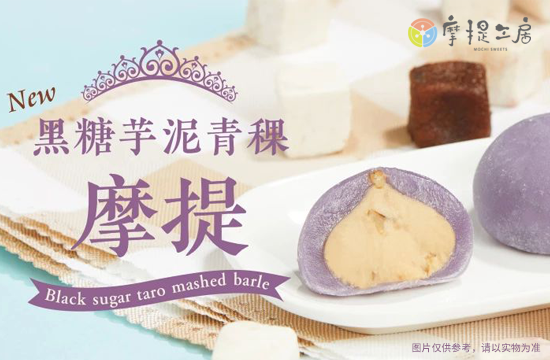 摩提工房
MOCHI SWEETS
New
黑糖芋泥青稞
摩提
Black sugar taro mashed barle
图片仅供参考，请以实物为准